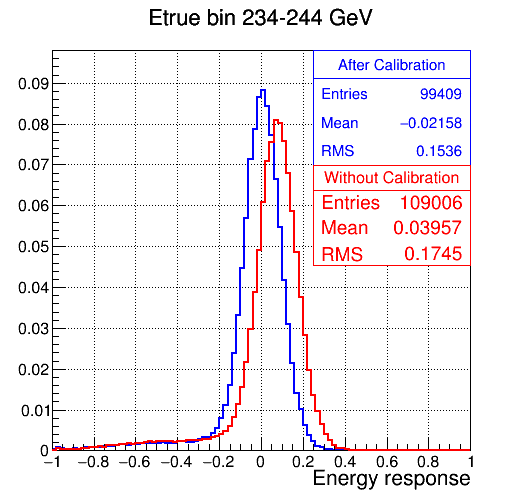 Etrue bin 234-244 GeV
After Calibration
Entries 99409
Mean −0.02158
RMS 0.1536
Without Calibration
Entries 109006
Mean 0.03957
RMS 0.1745
0.09
0.08
0.07
0.06
0.05
0.04
0.03
0.02
0.01
0
−1 −0.8 −0.6 −0.4 −0.2 0 0.2 0.4 0.6 0.8 1
Energy response